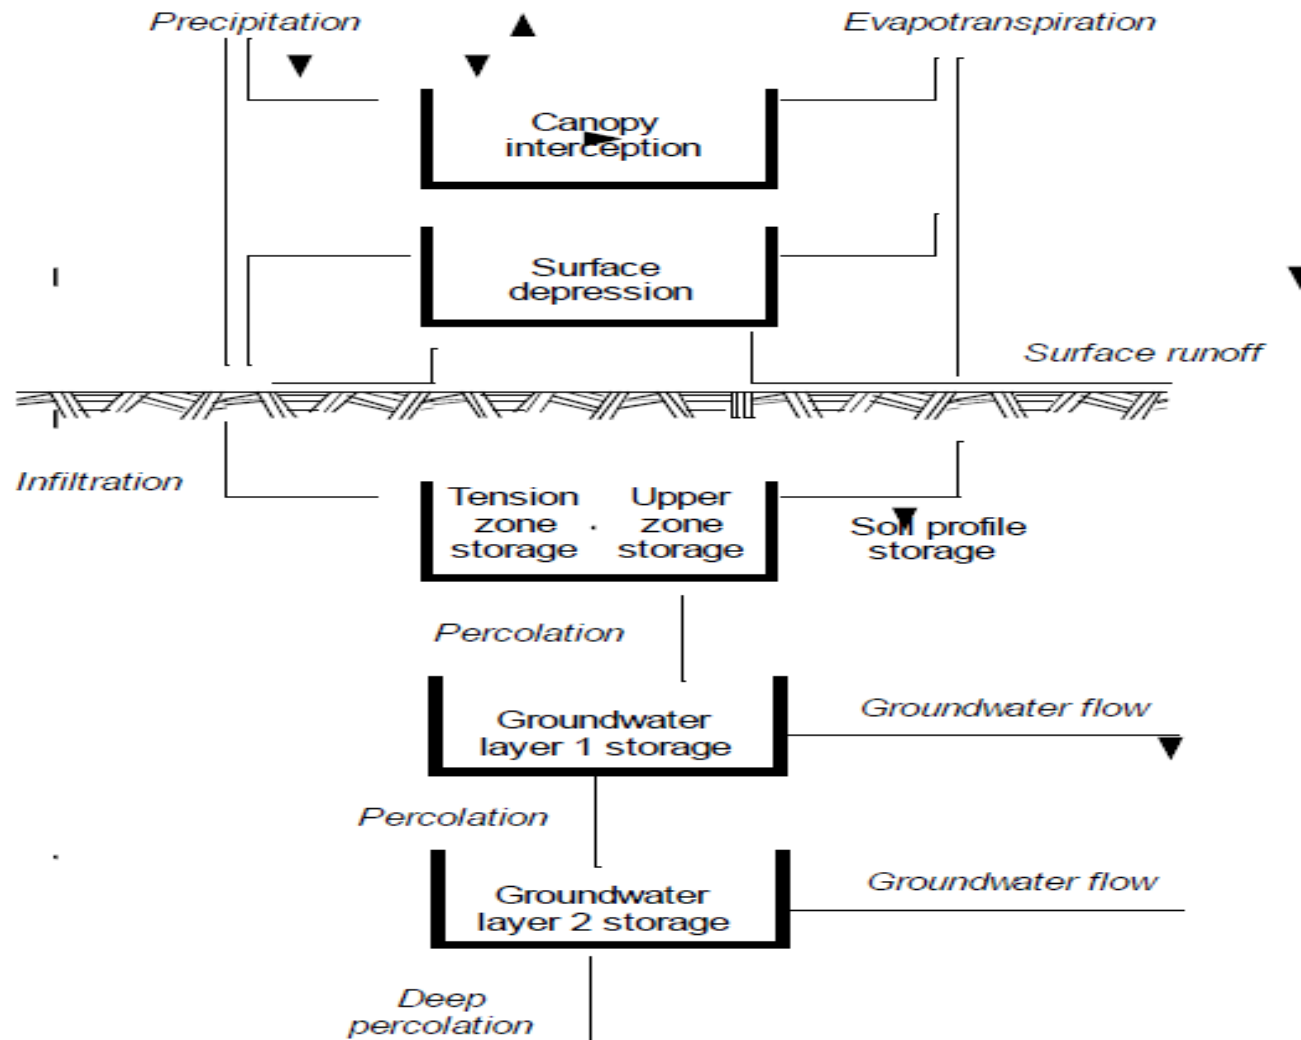 Precipitation
Evapotranspiration
Canopy
interception
Surface
depression
Surface runoff
Infiltration
Tension
zone
storage
Upper
zone
storage
Soil profile
storage
Percolation
Groundwater
layer 1 storage
Groundwater flow
Percolation
Groundwater
layer 2 storage
Groundwater flow
Deep
percolation